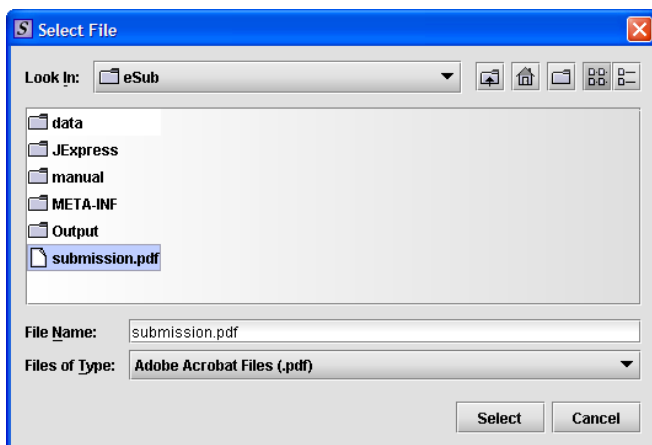 S Select File
Look In: eSub
data
JExpress
manual
META-INF
Output
submission.pdf
File Name: submission.pdf
Files of Type: Adobe Acrobat Files (.pdf)
Select Cancel